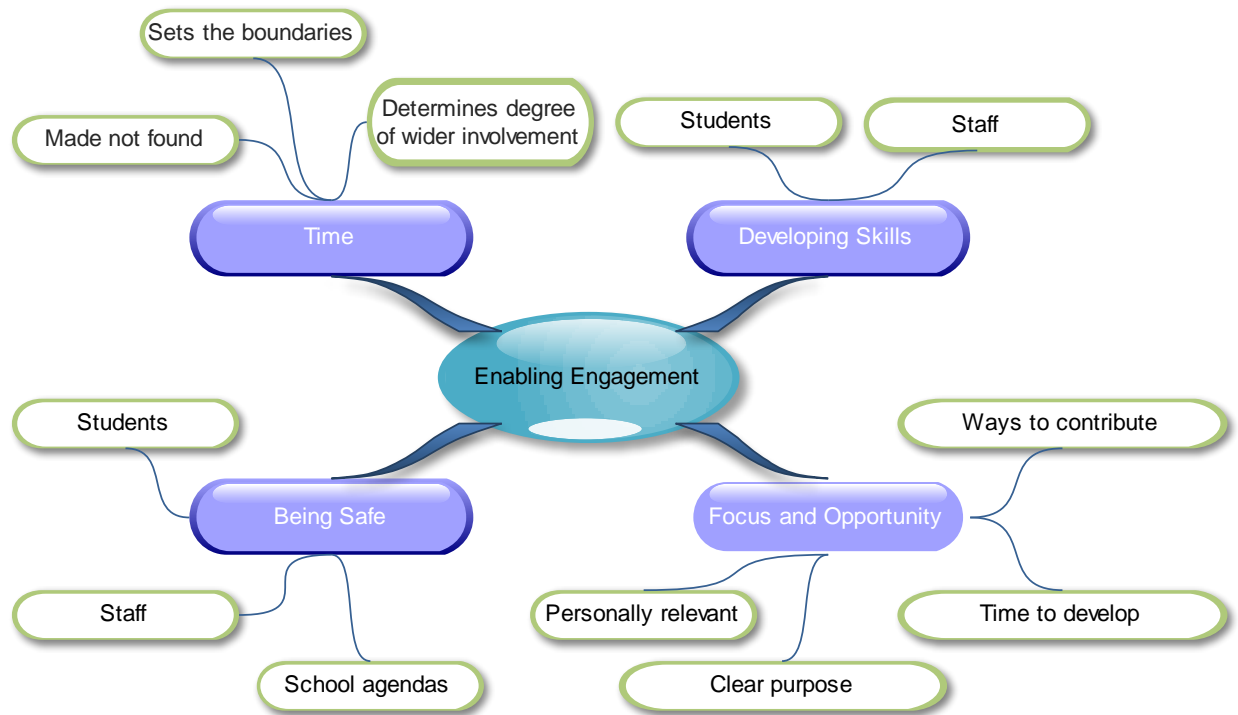 Sets the boundaries
Determines degree
of wider involvement
Made not found
Students
Staff
Time
Developing Skills
Enabling Engagement
Students
Ways to contribute
Being Safe
Focus and Opportunity
Staff
Personally relevant
Time to develop
School agendas
Clear purpose